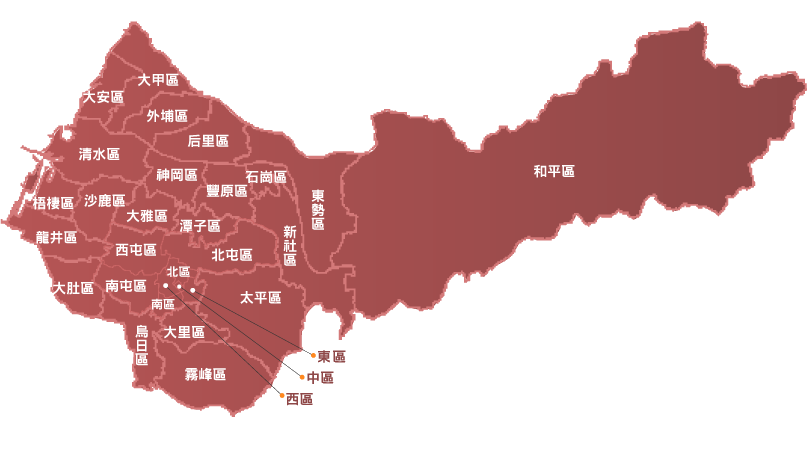 大甲區
大安區
外埔區
后里區
清水區
和平區
神岡區
石崗區
豐原區
沙鹿區
梧棲區
東勢區
大雅區
潭子區
龍井區
新社區
西屯區
北屯區
北區
大肚區
南屯區
太平區
南區
烏日區
大里區
東區
霧峰區
中區
西區